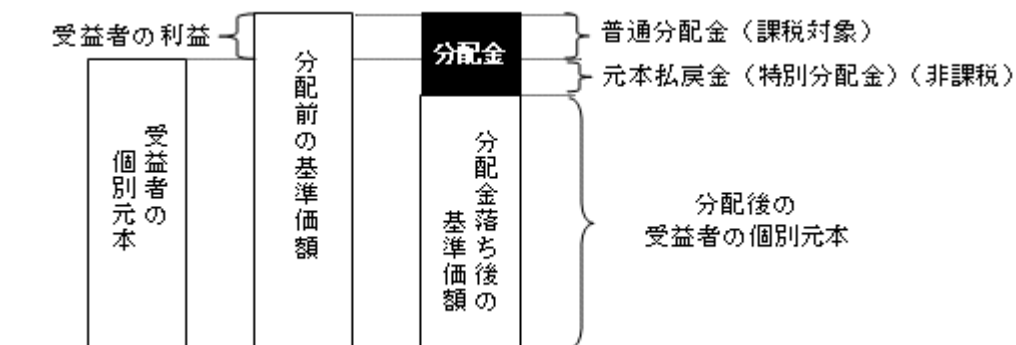 受益者の利益
分配金
普通分配金（課税対象）
元本払戻金（特別分配金）（非課税）
受益者の
個別元本
分配前の基準価額
分配金落ち後の
基準価額
分配後の
受益者の個別元本